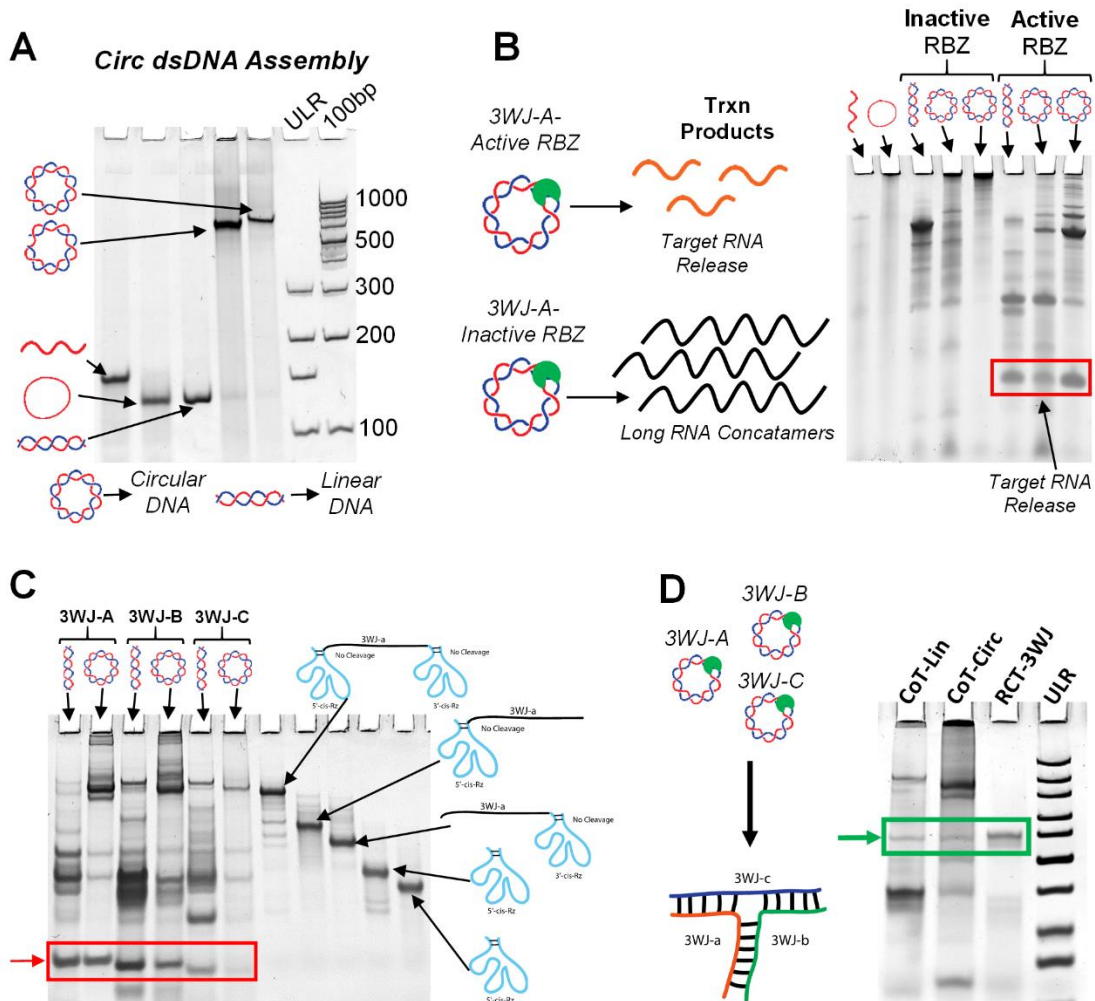 A
Circ dsDNA Assembly
ULR
100bp
1000
500
300
200
100
Circular
DNA
Linear
DNA
B
3WJ-A-
Active RBZ
Trxn
Products
Target RNA
Release
3WJ-A-
Inactive RBZ
Long RNA Concatamers
Inactive
RBZ
Active
RBZ
Target RNA
Release
C
3WJ-A
3WJ-B
3WJ-C
3WJ-a
No Cleavage
No Cleavage
5'-cis-Rz
3'-cis-Rz
3WJ-a
No Cleavage
5'-cis-Rz
3WJ-a
No Cleavage
3'-cis-Rz
5'-cis-Rz
5'-cis-Rz
D
3WJ-B
3WJ-A
3WJ-C
3WJ-c
3WJ-a
3WJ-b
CoT-Lin
CoT-Circ
RCT-3WJ
ULR